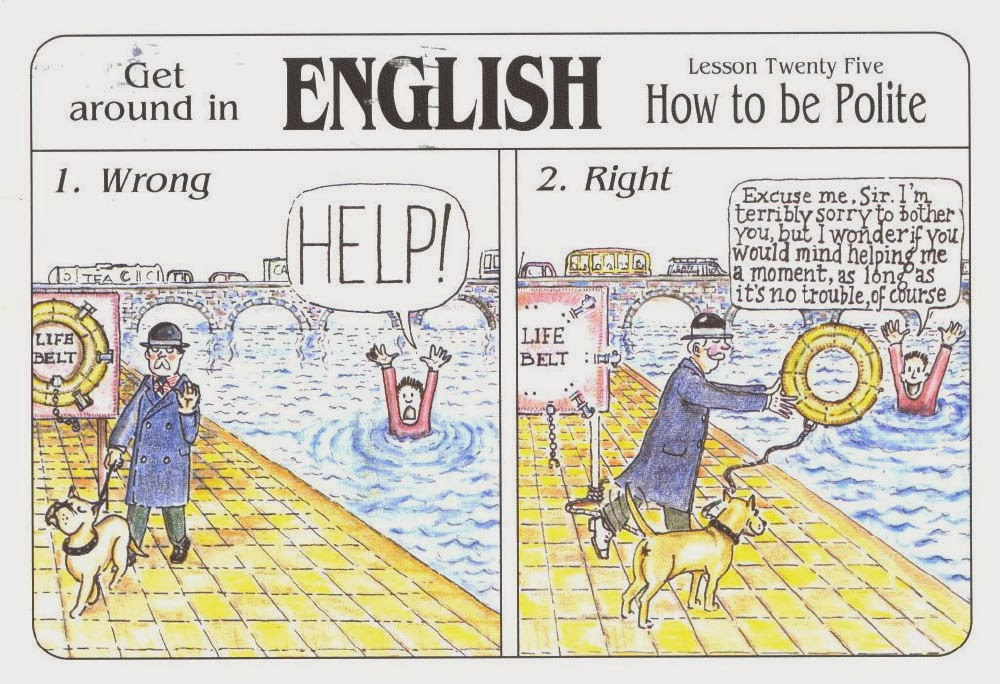 Get
around in
ENGLISH
Lesson Twenty Five
How to be Polite
1. Wrong
HELP!
TEA
LIFE
BELT
2. Right
Excuse me, Sir. I'm
terribly sorry to bother
you, but I wonder if you
would mind helping me
a moment, as long as
it's no trouble, of course
LIFE
BELT